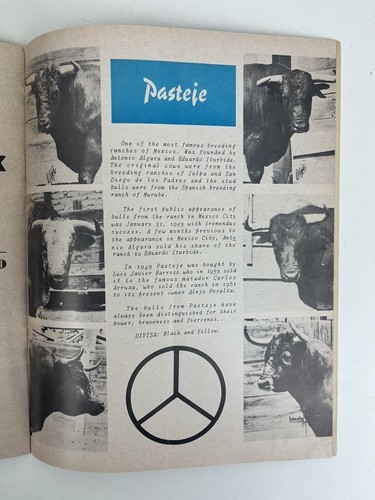 Pasteje
One of the most famous breeding
ranches of Mexico. Was founded by
Antonio Algara and Eduardo Iturbide.
The original cows were from the
breeding ranches of Jalpa and San
Diego de los Padres and the stud
bulls were from the Spanish breeding
ranch of Murube.
The first public appearance of
bulls from the ranch in Mexico City
was January 31, 1943 with tremendous
success. A few months previous to
the appearance in Mexico City, Anto
nio Algara sold his share of the
ranch to Eduardo Iturbide.
In 1949 Pasteje was bought by
Luis Javier Barroso who in 1953 sold
it to the famous matador Carlos
Arruza, who sold the ranch in 1961
to its present owner Alejo Peralta.
The bulls from Pasteje have
always been distinguished for their
power, braveness and fierceness..
DIVISA: Black and Yellow.